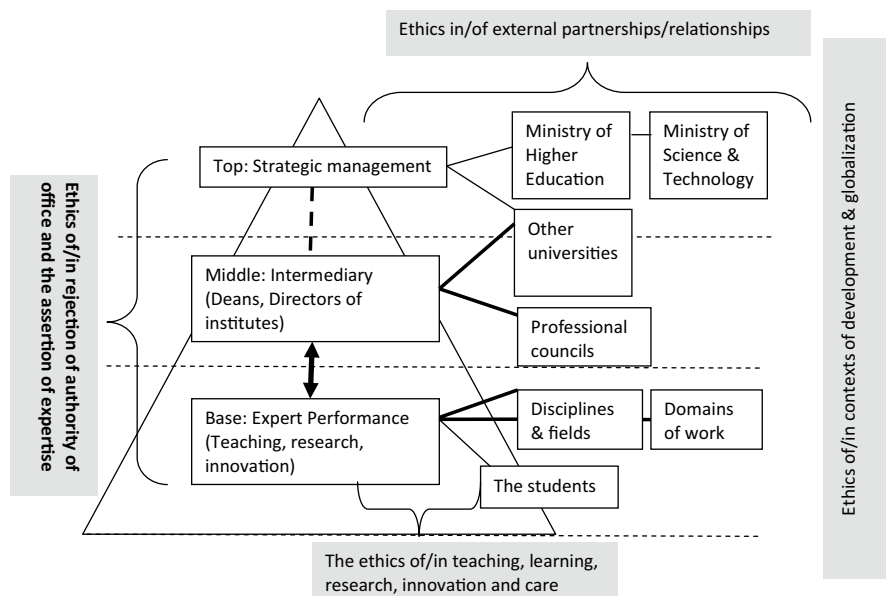 Ethics in/of external partnerships/relationships
Ministry of
Higher
Education
Ministry of
Science &
Technology
Top: Strategic management
Other
universities
Middle: Intermediary
(Deans, Directors of
institutes)
Professional
councils
Base: Expert Performance
(Teaching, research,
innovation)
Disciplines
& fields
Domains
of work
The students
The ethics of/in teaching, learning,
research, innovation and care
Ethics of/in rejection of authority of
office and the assertion of expertise
Ethics of/in contexts of development & globalization